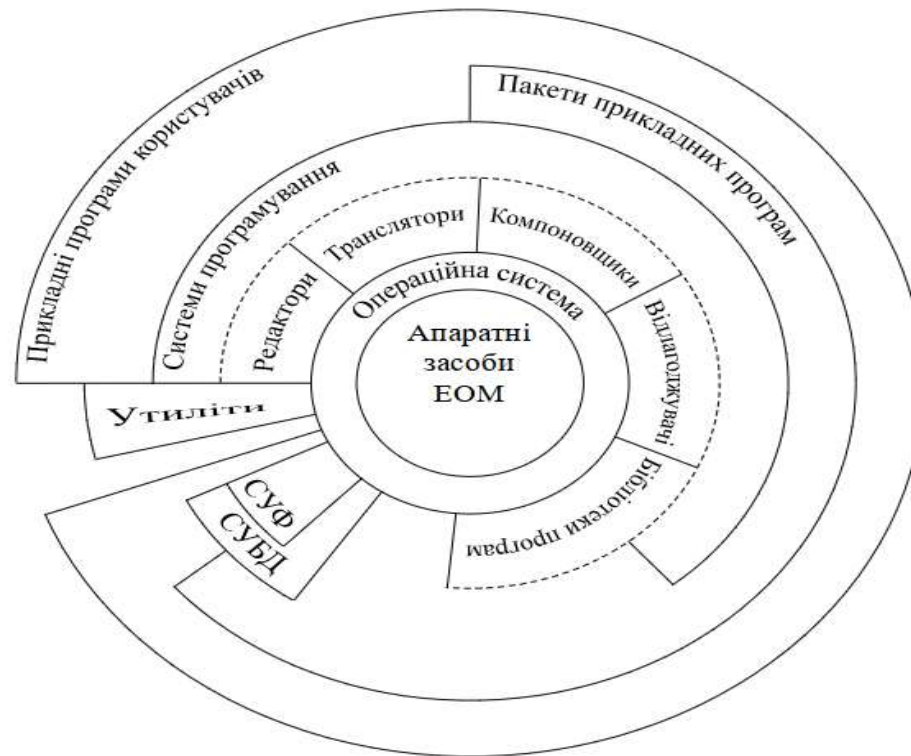 Прикладні програми користувачів
Пакети прикладних програм
Системи програмування
Редактори
Транслятори
Компоновщики
Відлагоджувачі
Бібліотеки програм
Операційна система
Апаратні
засоби
ЕОМ
Утиліти
СУФ
СУБД